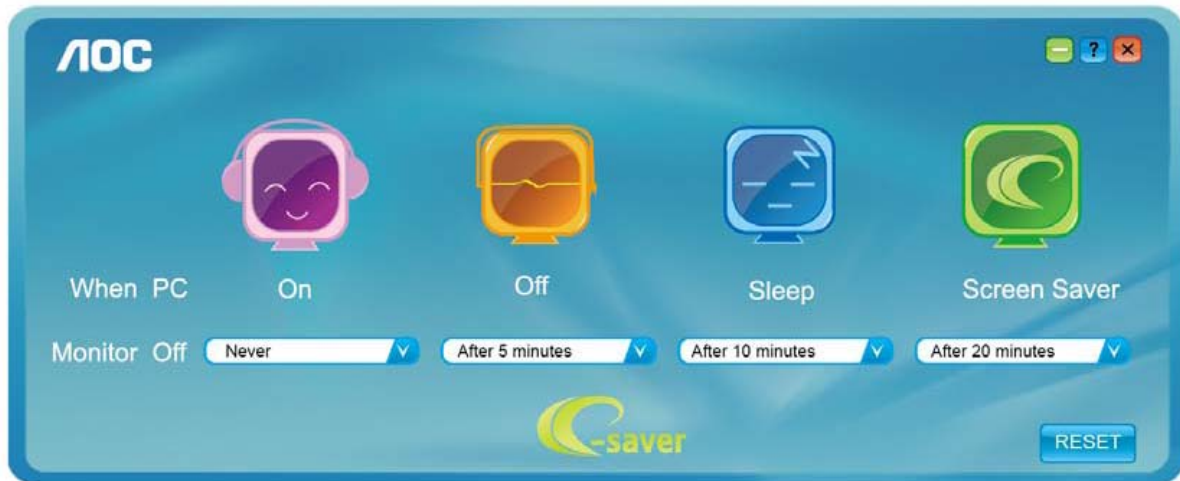 AOC
?
When PC On Off Sleep Screen Saver
Monitor Off Never After 5 minutes After 10 minutes After 20 minutes
e-saver
RESET